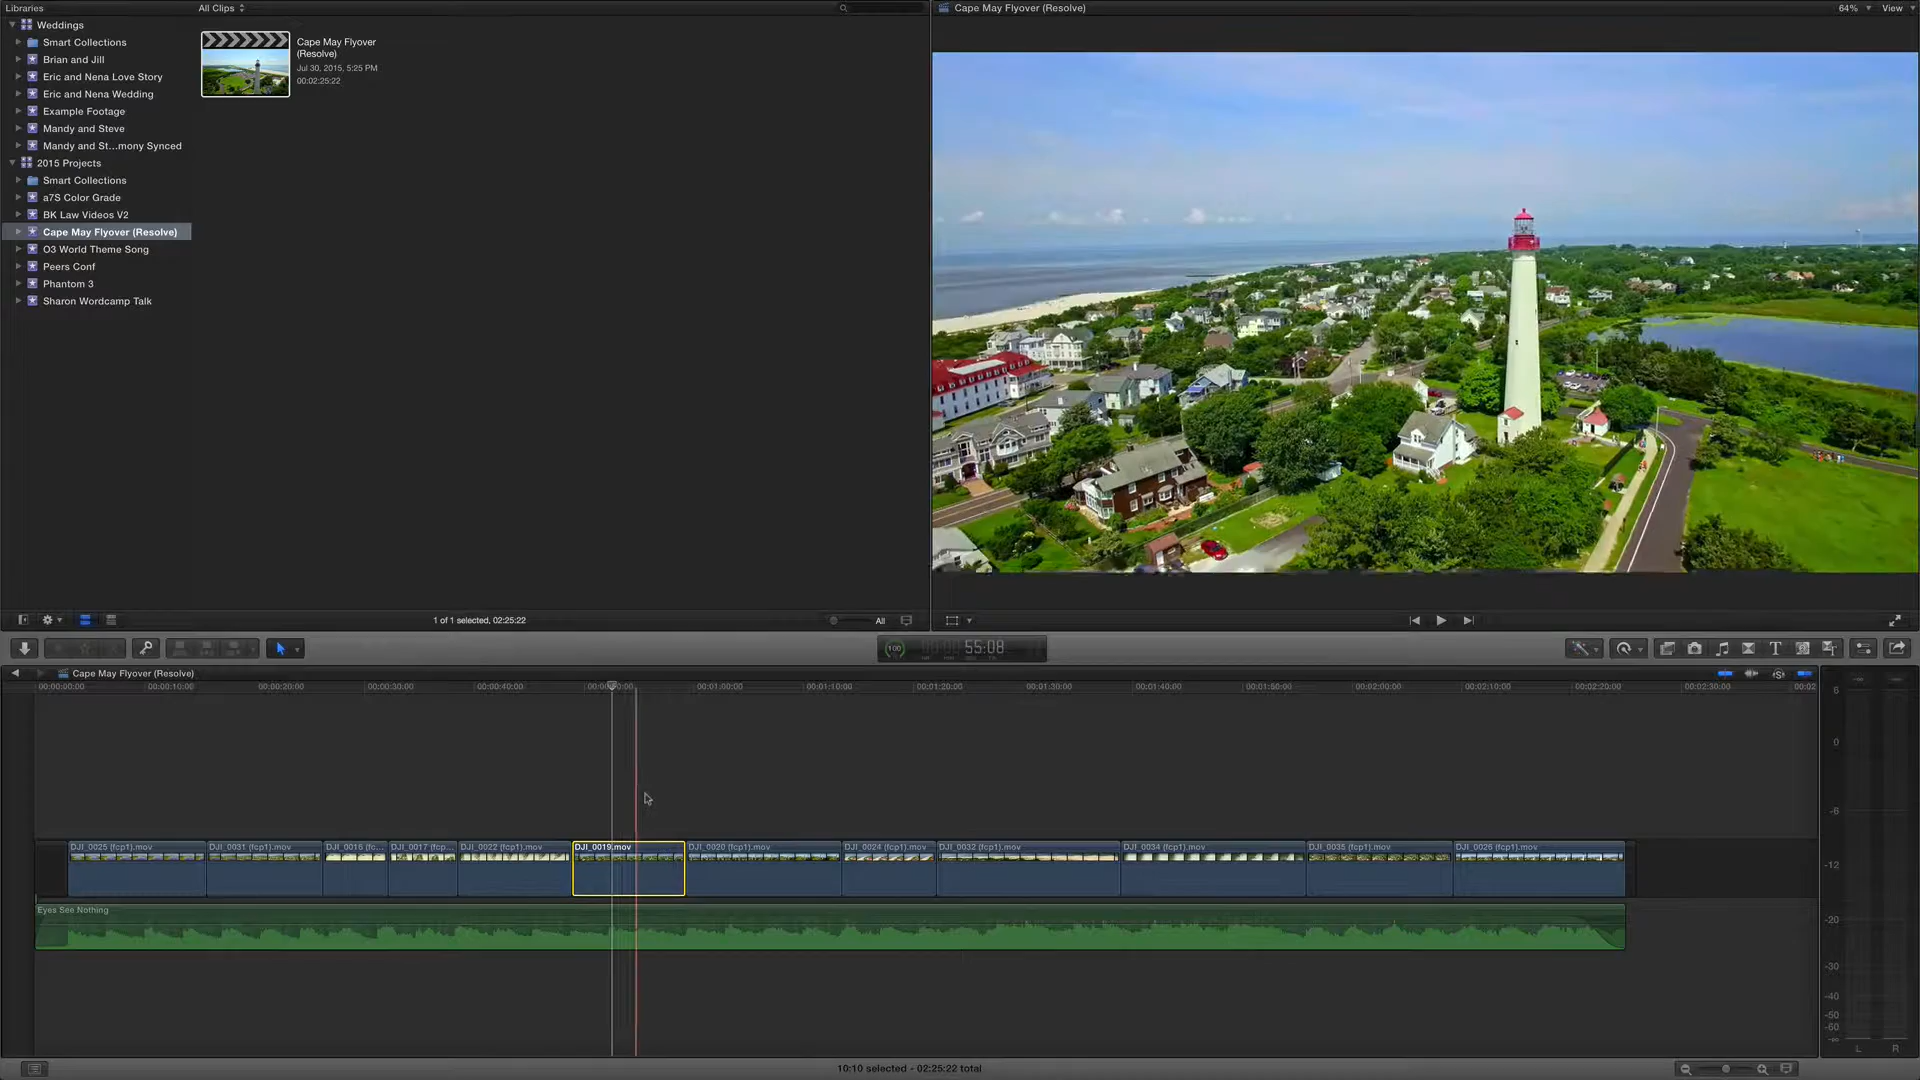 Libraries
All Clips
Cape May Flyover (Resolve)
64%
View
Weddings
Smart Collections
Brian and Jill
Eric and Nena Love Story
Eric and Nena Wedding
Example Footage
Mandy and Steve
Mandy and St...mony Synced
2015 Projects
Smart Collections
a7S Color Grade
BK Law Videos V2
Cape May Flyover (Resolve)
O3 World Theme Song
Peers Conf
Phantom 3
Sharon Wordcamp Talk
Cape May Flyover
(Resolve)
Jul 30, 2015, 5:25 PM
00:02:25:22
1 of 1 selected, 02:25:22
All
100
55:08
Cape May Flyover (Resolve)
00:00:00:00
00:00:10:00
00:00:20:00
00:00:30:00
00:00:40:00
00:01:00:00
00:01:10:00
00:01:20:00
00:01:30:00
00:01:40:00
00:01:50:00
00:02:00:00
00:02:10:00
00:02:20:00
00:02:30:00
00:02
DJI_0025 (fcp1).mov
DJI_0031 (fcp1).mov
DJI_0016 (fc...
DJI_0017 (fcp...
DJI_0022 (fcp1).mov
DJI_0019.mov
DJI_0020 (fcp1).mov
DJI_0024 (fcp1).mov
DJI_0032 (fcp1).mov
DJI_0034 (fcp1).mov
DJI_0035 (fcp1).mov
DJI_0026 (fcp1).mov
Eyes See Nothing
6
0
-6
-12
-20
-30
-40
-50
-60
-∞
L
R
10:10 selected - 02:25:22 total